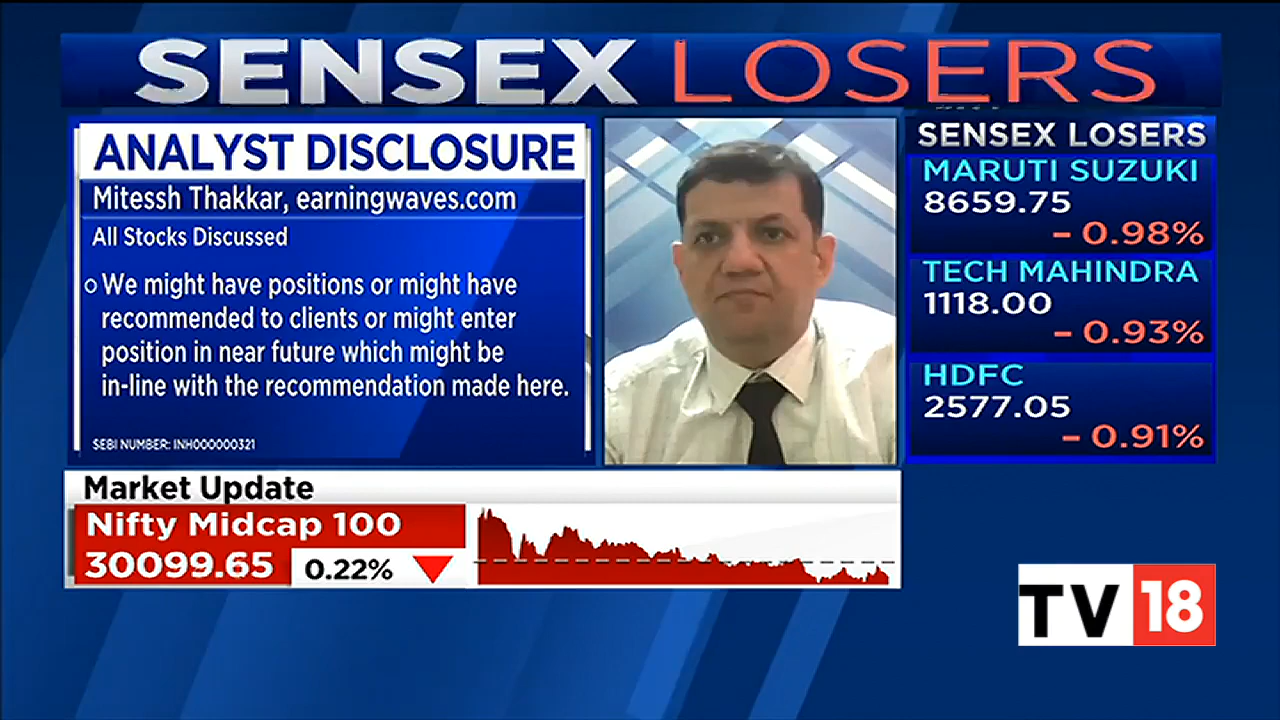 SENSEX LOSERS
ANALYST DISCLOSURE
Mitessh Thakkar, earningwaves.com
All Stocks Discussed
We might have positions or might have
recommended to clients or might enter
position in near future which might be
in-line with the recommendation made here.
SEBI NUMBER: INH000000321
SENSEX LOSERS
MARUTI SUZUKI
8659.75
– 0.98%
TECH MAHINDRA
1118.00
– 0.93%
HDFC
2577.05
– 0.91%
Market Update
Nifty Midcap 100
30099.65 0.22%
TV18